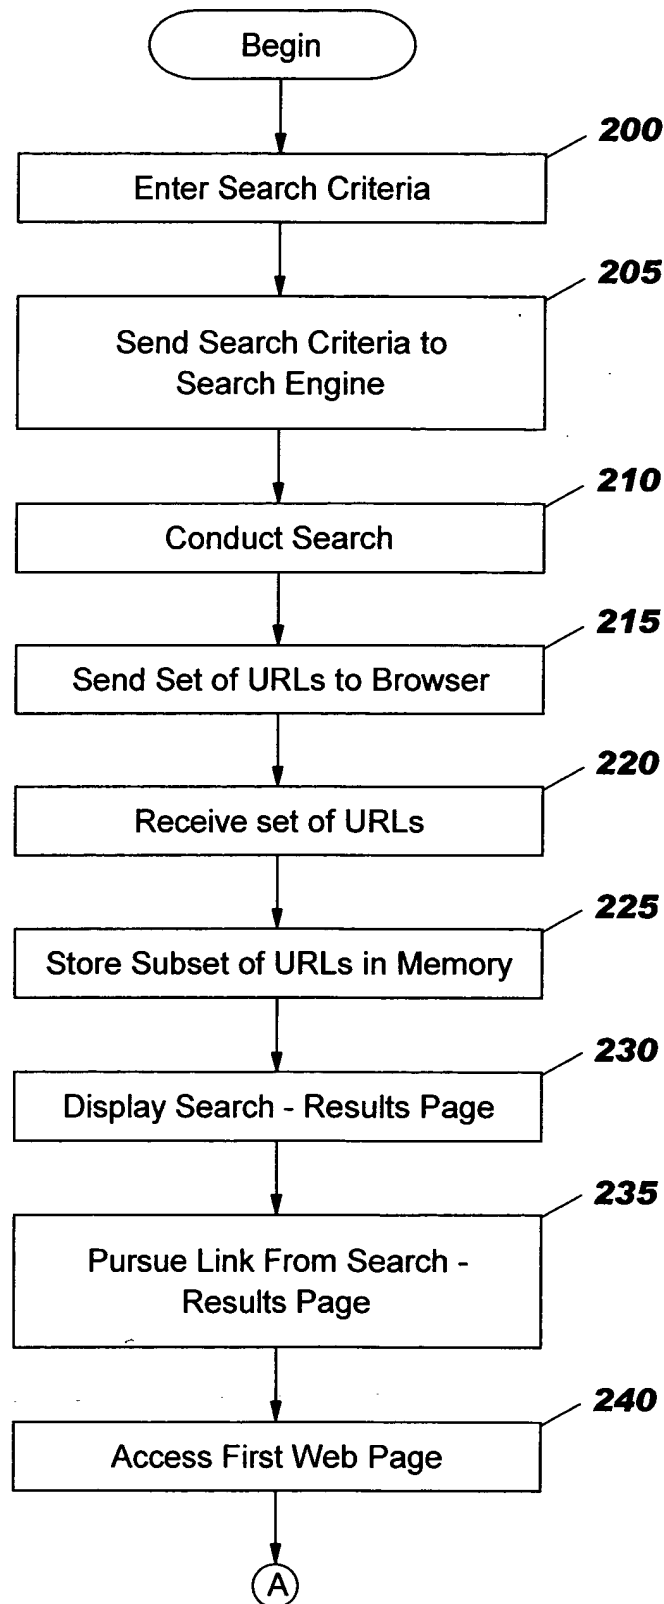 Begin
200
Enter Search Criteria
205
Send Search Criteria to
Search Engine
210
Conduct Search
215
Send Set of URLs to Browser
220
Receive set of URLs
225
Store Subset of URLs in Memory
230
Display Search - Results Page
235
Pursue Link From Search -
Results Page
240
Access First Web Page
A